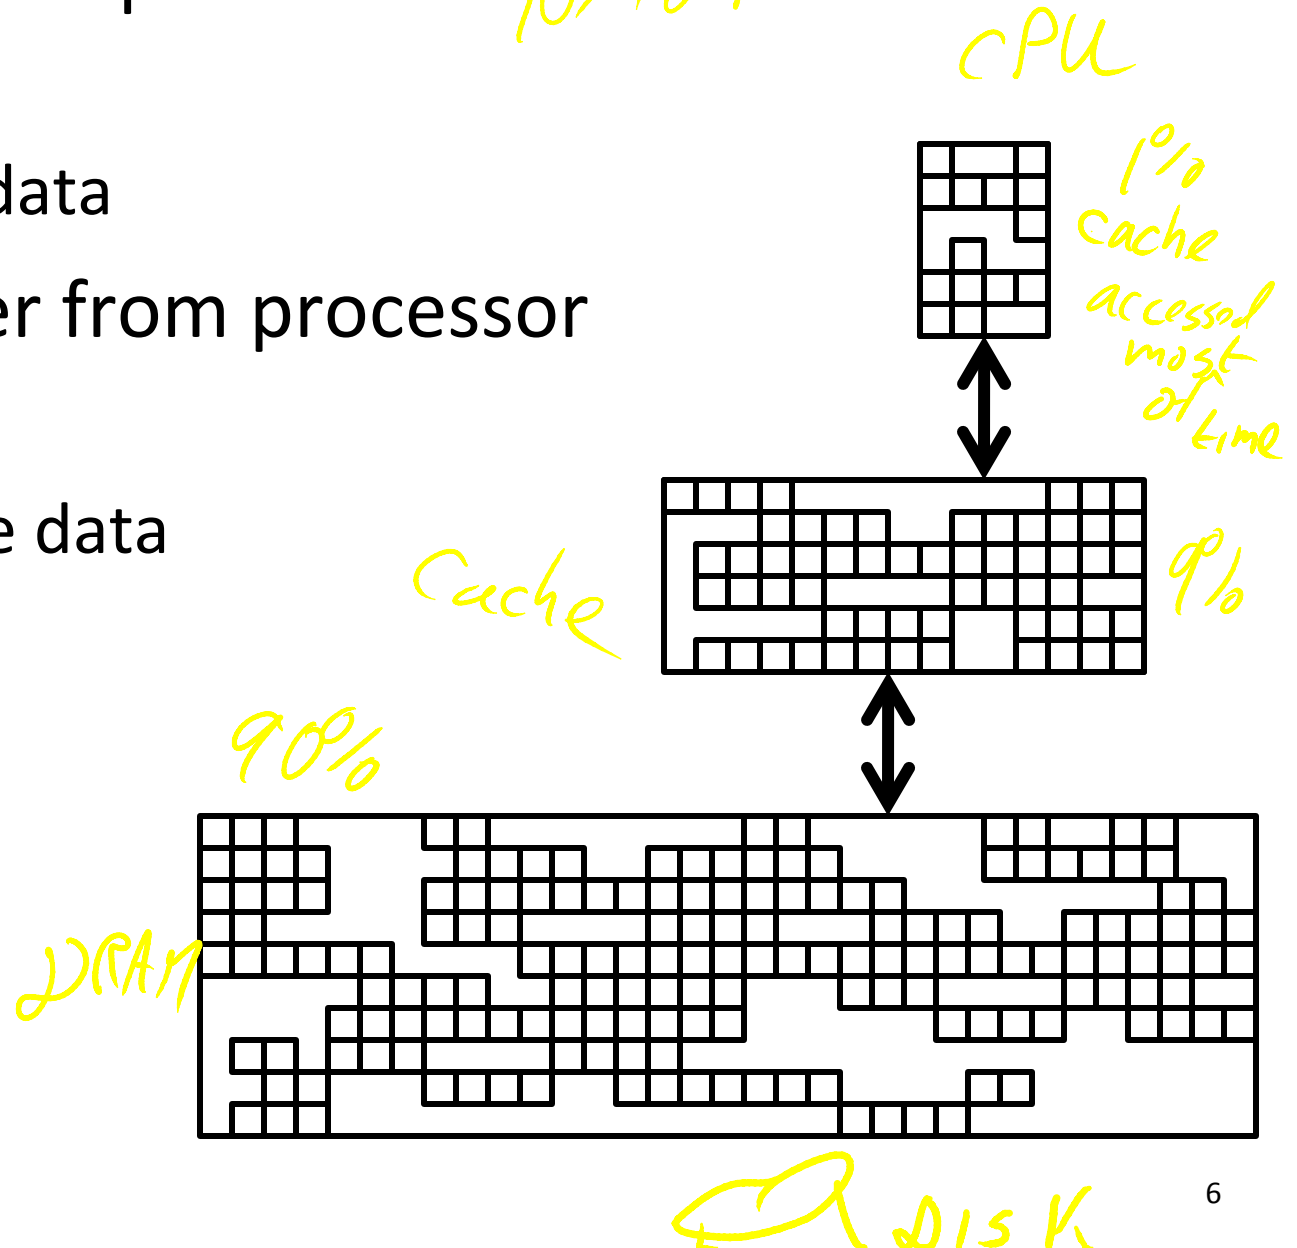 CPU
data
1%
cache
accessed
most
of time
er from processor
e data
Cache
9%
90%
DRAM
DISK
6